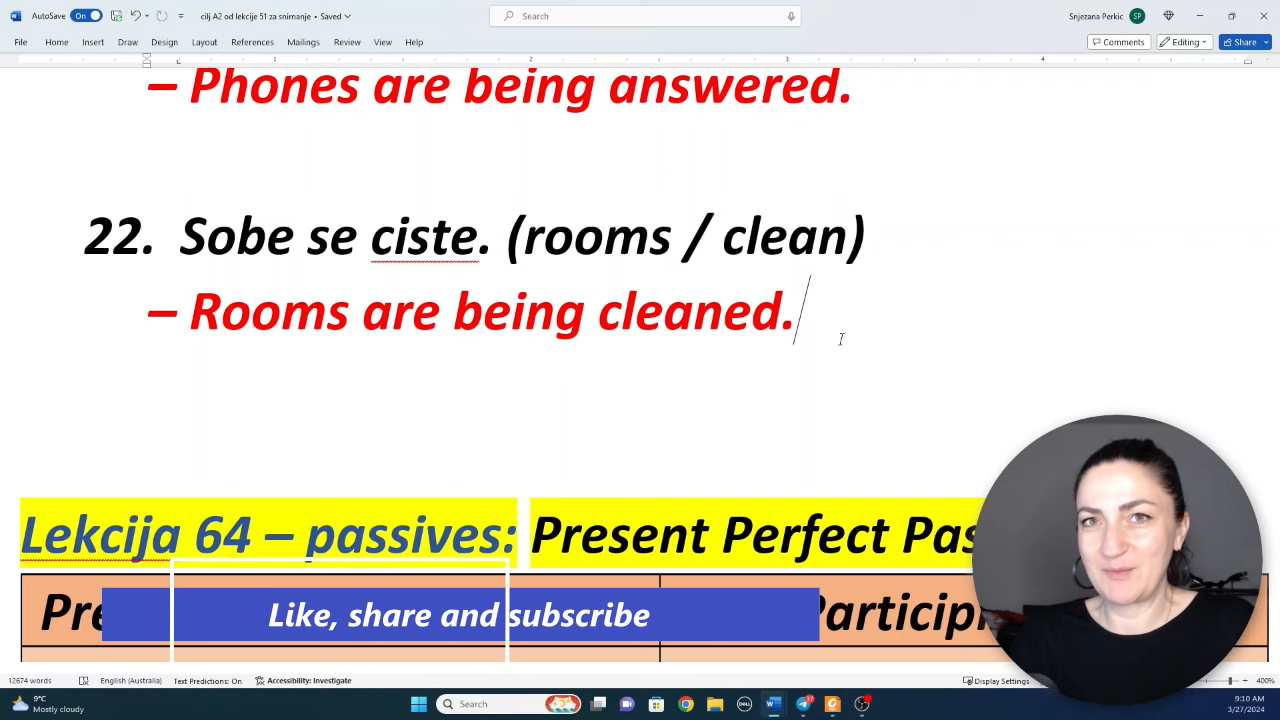 AutoSave On cilj A2 od lekcije 51 za snimanje • Saved Search Snjezana Perkic SP
File Home Insert Draw Design Layout References Mailings Review View Help Comments Editing Share
1 2 3 4
– Phones are being answered.
22. Sobe se ciste. (rooms / clean)
– Rooms are being cleaned.
Lekcija 64 – passives: Present Perfect Pas
Pre Particip
Like, share and subscribe
12674 words English (Australia) Text Predictions: On Accessibility: Investigate Display Settings 400%
9°C
Mostly cloudy
Search
9:10 AM
3/27/2024